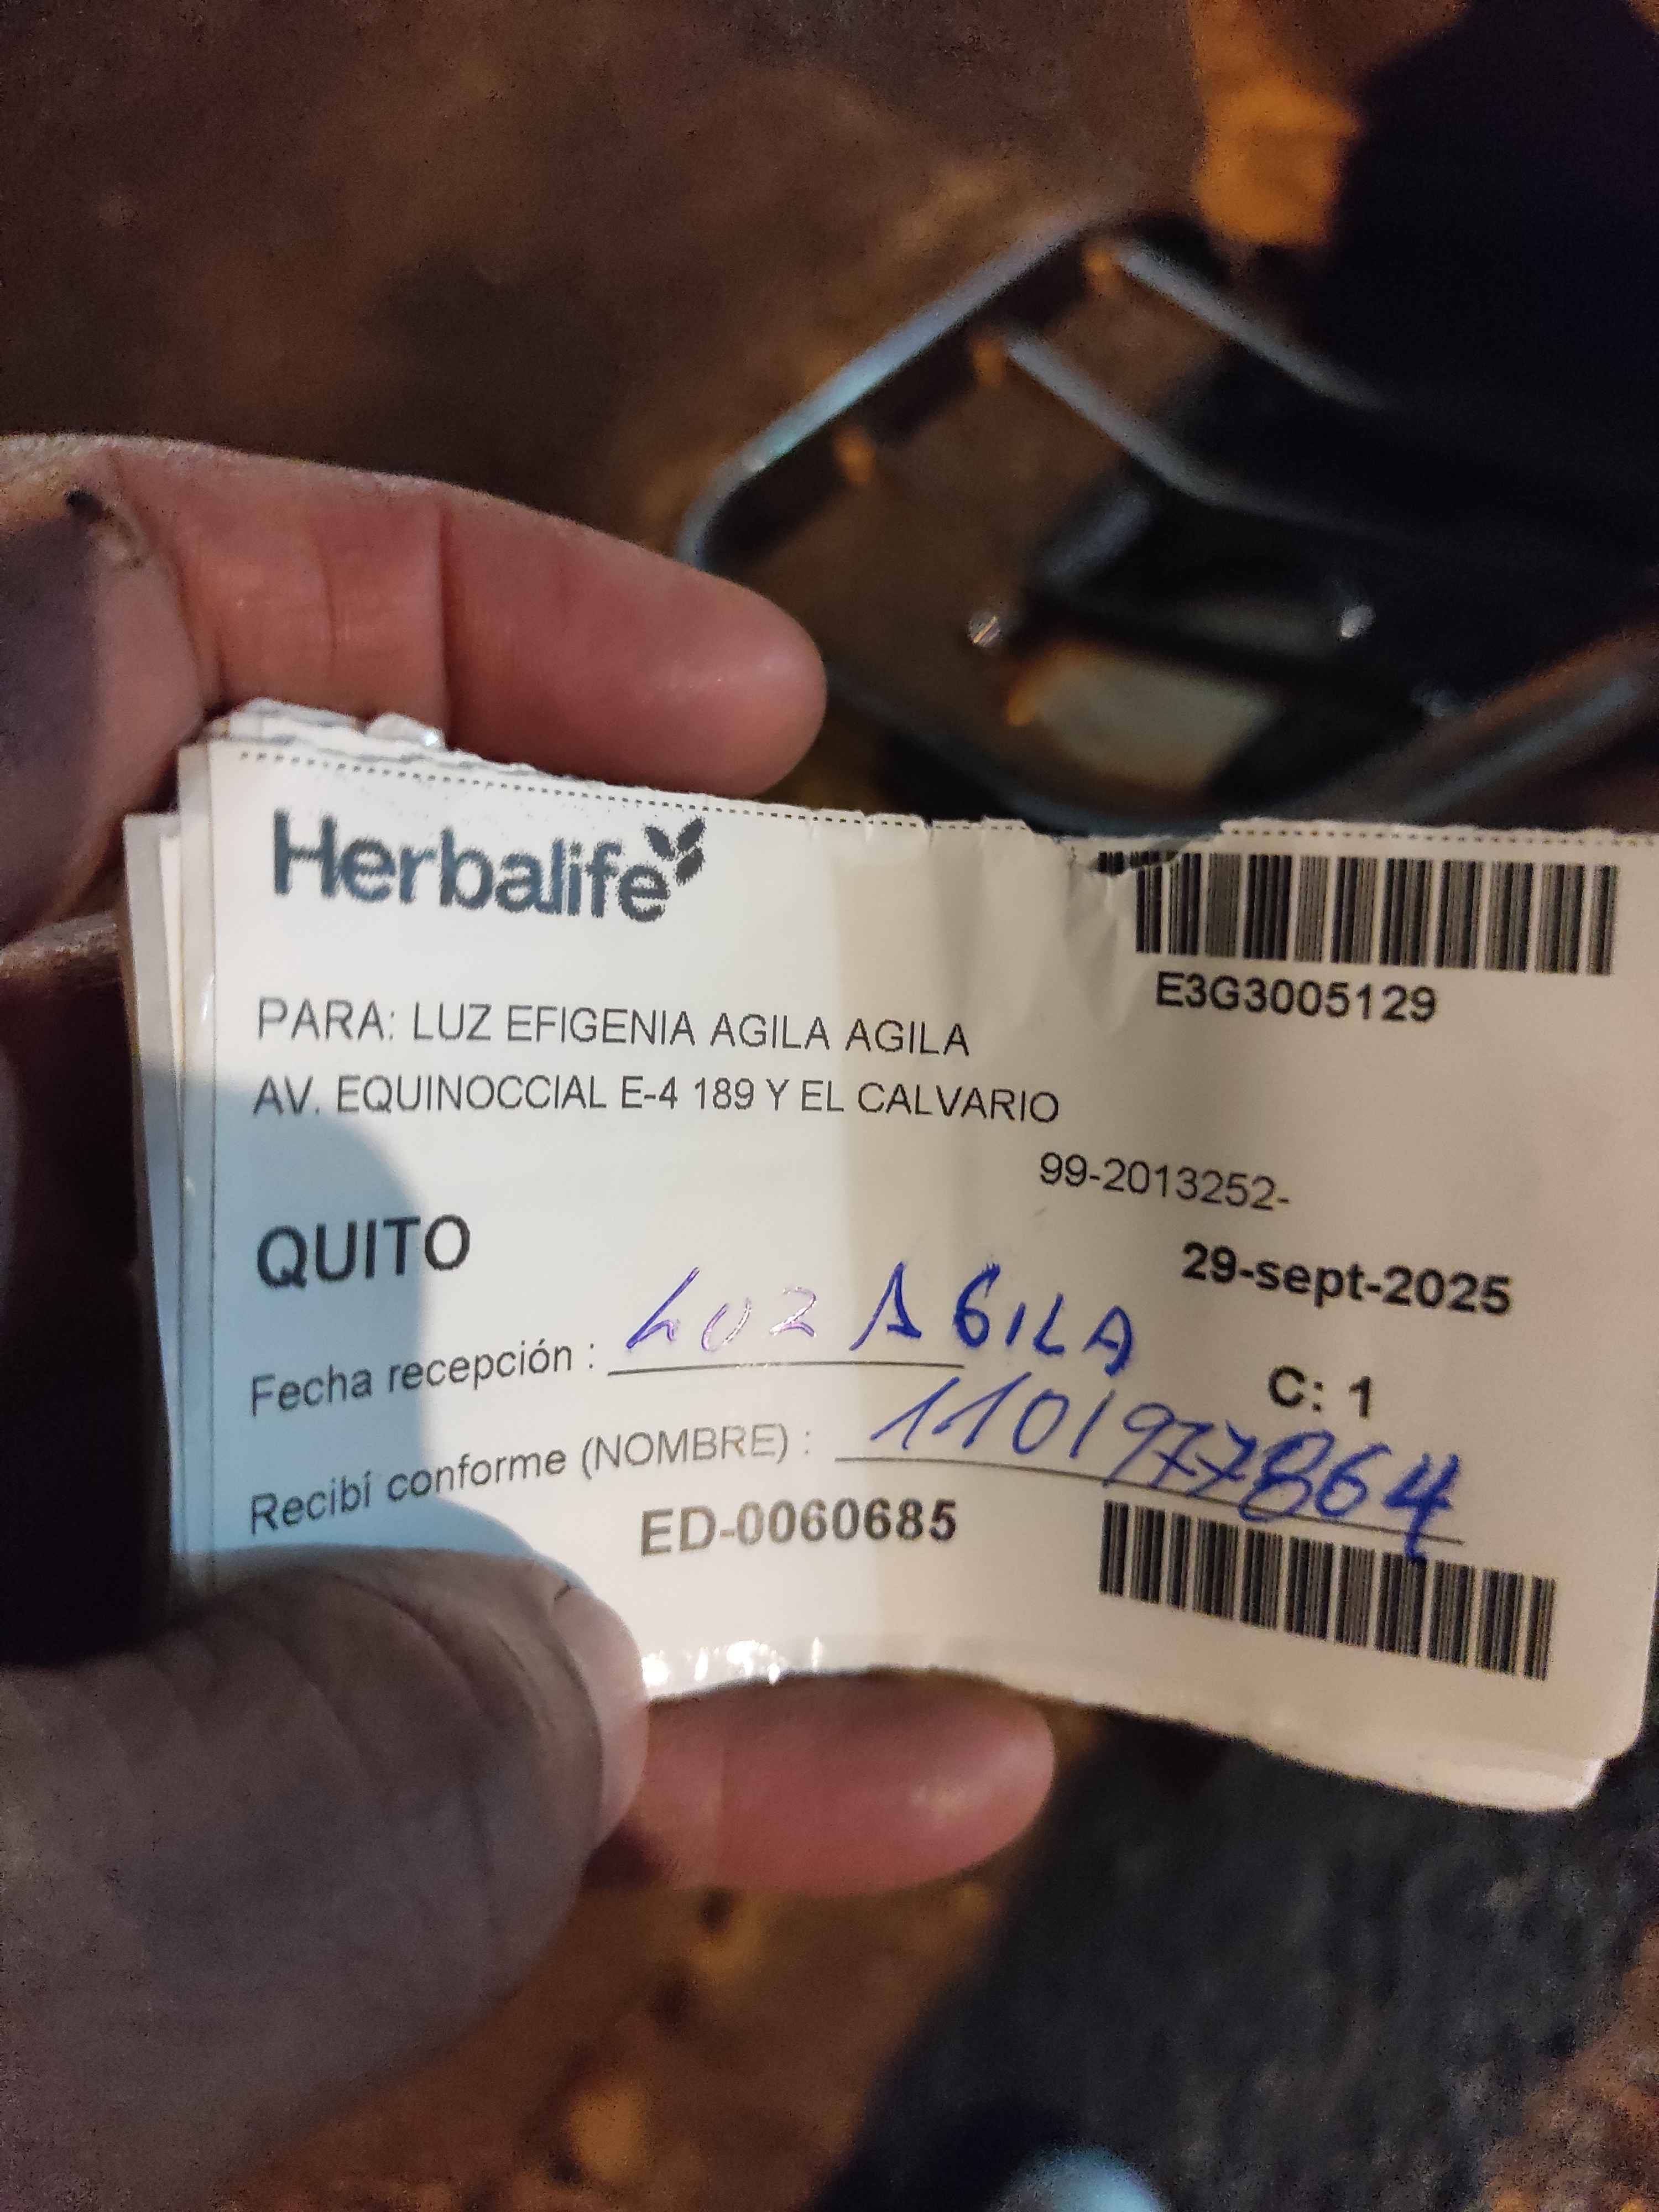 Herbalife
E3G3005129
PARA: LUZ EFIGENIA AGILA AGILA
AV. EQUINOCCIAL E-4 189 Y EL CALVARIO
99-2013252-
QUITO
29-sept-2025
Fecha recepción : LUZ AGILA
C: 1
Recibí conforme (NOMBRE) : 1101977864
ED-0060685